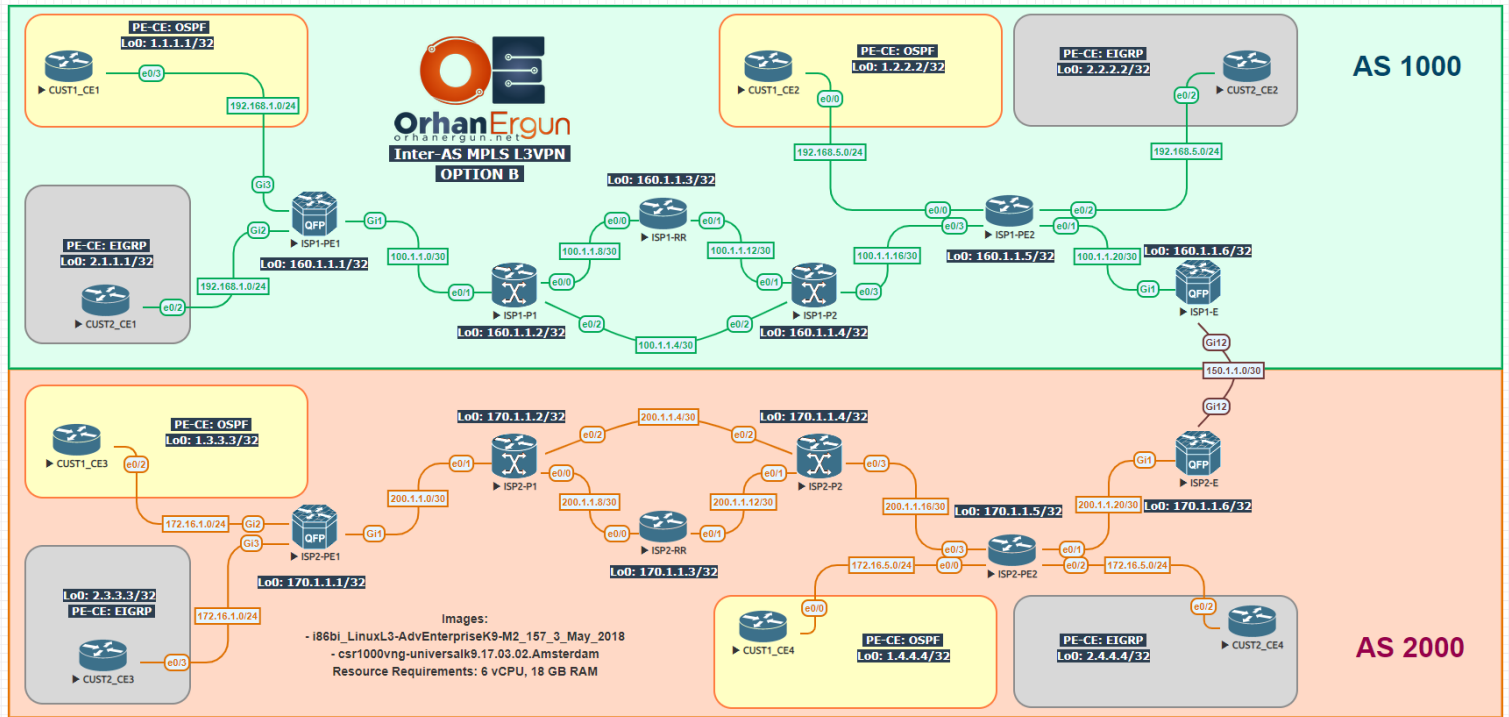 PE-CE: OSPF
Lo0: 1.1.1.1/32
CUST1_CE1
e0/3
192.168.1.0/24
Gi3
OE
OrhanErgun
orhanergun.net
Inter-AS MPLS L3VPN
OPTION B
PE-CE: OSPF
Lo0: 1.2.2.2/32
CUST1_CE2
e0/0
192.168.5.0/24
PE-CE: EIGRP
Lo0: 2.2.2.2/32
CUST2_CE2
e0/2
192.168.5.0/24
AS 1000
PE-CE: EIGRP
Lo0: 2.1.1.1/32
CUST2_CE1
e0/2
192.168.1.0/24
Gi2
QFP
Gi1
ISP1-PE1
Lo0: 160.1.1.1/32
100.1.1.0/30
e0/1
e0/0
ISP1-P1
e0/2
Lo0: 160.1.1.2/32
100.1.1.8/30
Lo0: 160.1.1.3/32
e0/0
e0/1
ISP1-RR
100.1.1.12/30
100.1.1.4/30
e0/1
e0/2
e0/3
ISP1-P2
Lo0: 160.1.1.4/32
100.1.1.16/30
e0/0
e0/3
e0/2
e0/1
ISP1-PE2
Lo0: 160.1.1.5/32
100.1.1.20/30
Lo0: 160.1.1.6/32
Gi1
QFP
ISP1-E
Gi12
150.1.1.0/30
Gi12
PE-CE: OSPF
Lo0: 1.3.3.3/32
CUST1_CE3
e0/2
172.16.1.0/24
Gi2
Gi3
QFP
Gi1
ISP2-PE1
Lo0: 170.1.1.1/32
Lo0: 2.3.3.3/32
PE-CE: EIGRP
172.16.1.0/24
CUST2_CE3
e0/3
200.1.1.0/30
Lo0: 170.1.1.2/32
e0/1
e0/2
e0/0
ISP2-P1
200.1.1.4/30
200.1.1.8/30
e0/0
e0/1
ISP2-RR
Lo0: 170.1.1.3/32
200.1.1.12/30
Lo0: 170.1.1.4/32
e0/2
e0/1
e0/3
ISP2-P2
200.1.1.16/30
Lo0: 170.1.1.5/32
e0/3
e0/0
e0/1
e0/2
ISP2-PE2
200.1.1.20/30
Gi1
QFP
ISP2-E
Lo0: 170.1.1.6/32
172.16.5.0/24
172.16.5.0/24
e0/0
CUST1_CE4
PE-CE: OSPF
Lo0: 1.4.4.4/32
PE-CE: EIGRP
Lo0: 2.4.4.4/32
e0/2
CUST2_CE4
AS 2000
Images:
- i86bi_LinuxL3-AdvEnterpriseK9-M2_157_3_May_2018
- csr1000vng-universalk9.17.03.02.Amsterdam
Resource Requirements: 6 vCPU, 18 GB RAM